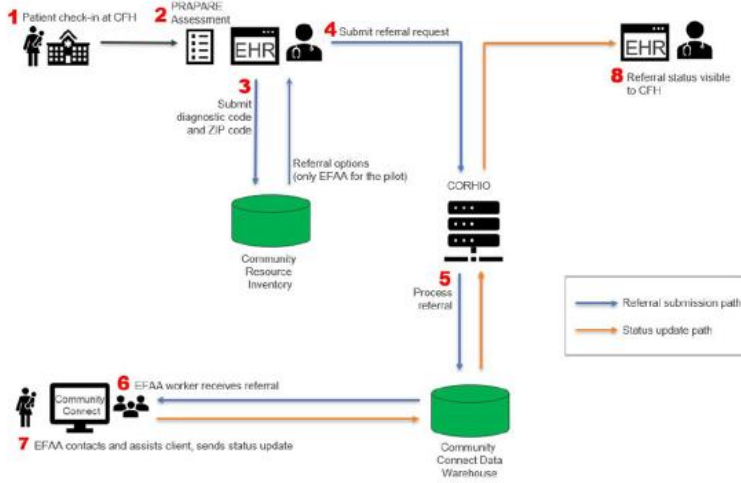 1 Patient check-in at CFH
2 PRAPARE
Assessment
EHR
4 Submit referral request
EHR
8 Referral status visible
to CFH
3
Submit
diagnostic code
and ZIP code
Referral options
(only EFAA for the pilot)
CORHIO
Community
Resource
Inventory
5
Process
referral
Referral submission path
Status update path
6 EFAA worker receives referral
Community
Connect
7 EFAA contacts and assists client, sends status update
Community
Connect Data
Warehouse